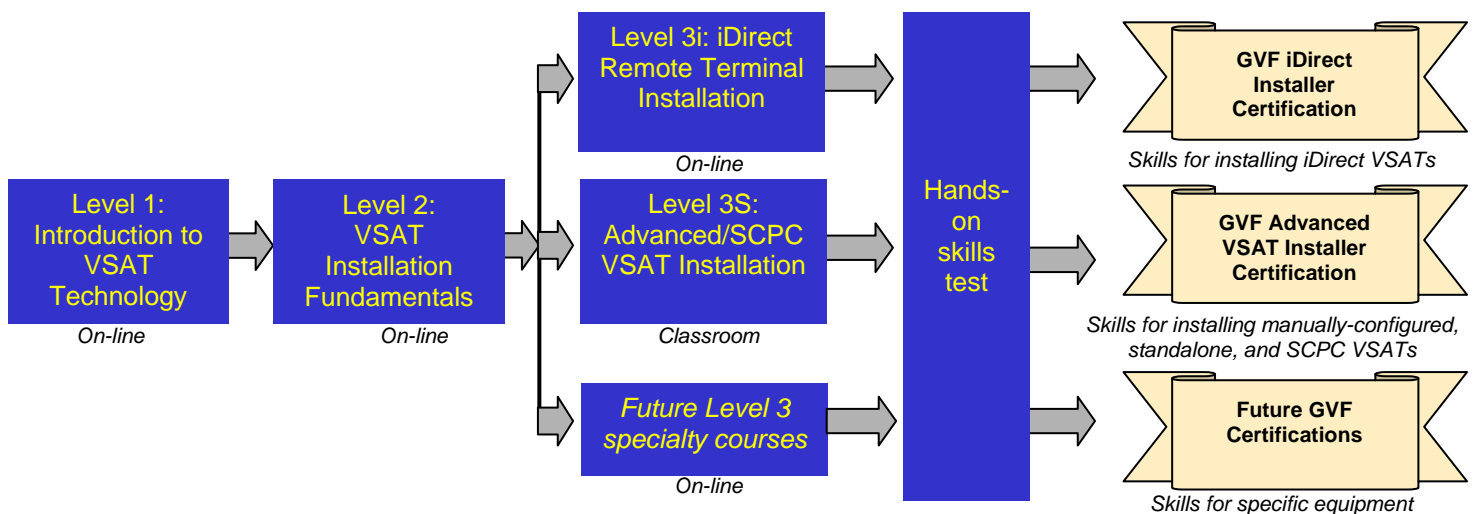 Level 1:
Introduction to
VSAT
Technology
On-line
Level 2:
VSAT
Installation
Fundamentals
On-line
Level 3i: iDirect
Remote Terminal
Installation
On-line
Level 3S:
Advanced/SCPC
VSAT Installation
Classroom
Future Level 3
specialty courses
On-line
Hands-
on
skills
test
GVF iDirect
Installer
Certification
Skills for installing iDirect VSATs
GVF Advanced
VSAT Installer
Certification
Skills for installing manually-configured,
standalone, and SCPC VSATs
Future GVF
Certifications
Skills for specific equipment